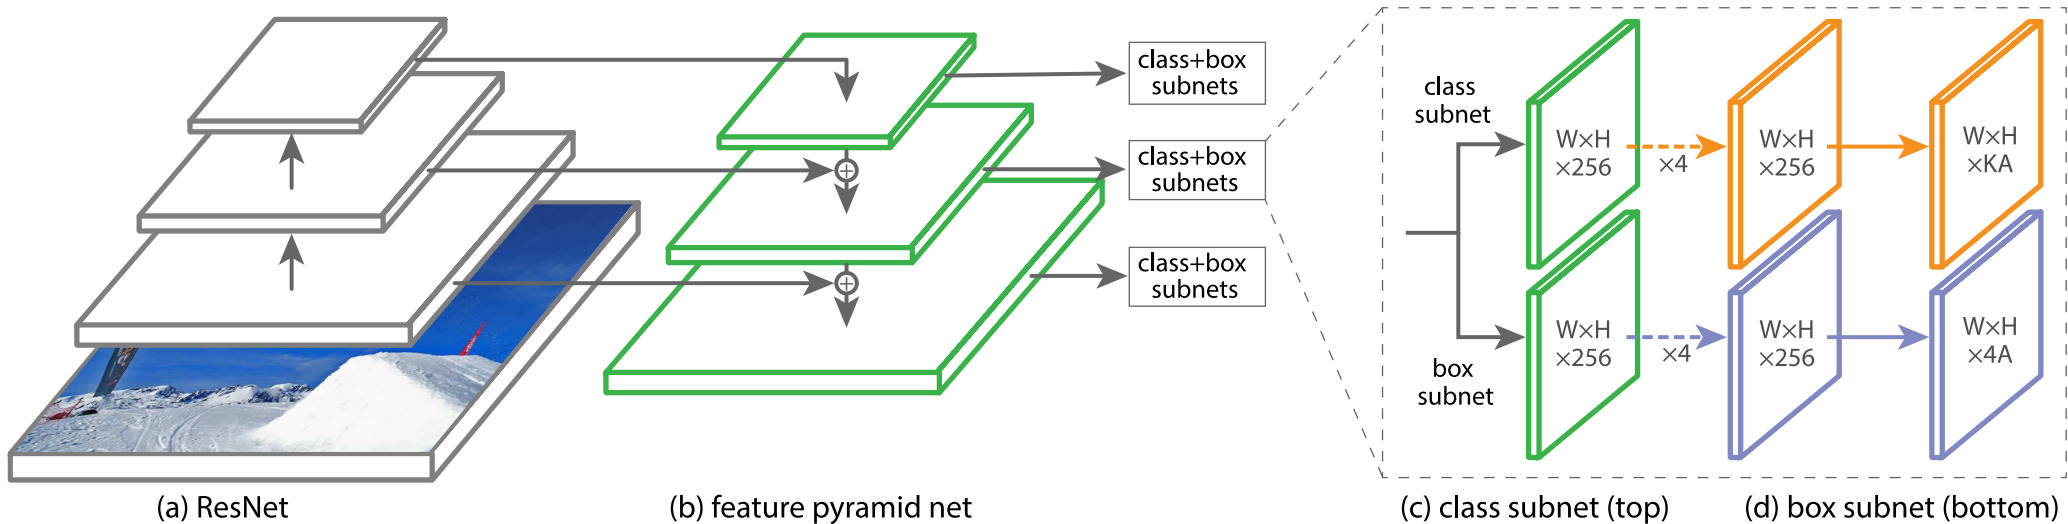 class+box
subnets
class+box
subnets
class+box
subnets
class
subnet
W×H
×256
×4
W×H
×256
W×H
×KA
box
subnet
W×H
×256
×4
W×H
×256
W×H
×4A
(a) ResNet
(b) feature pyramid net
(c) class subnet (top)
(d) box subnet (bottom)